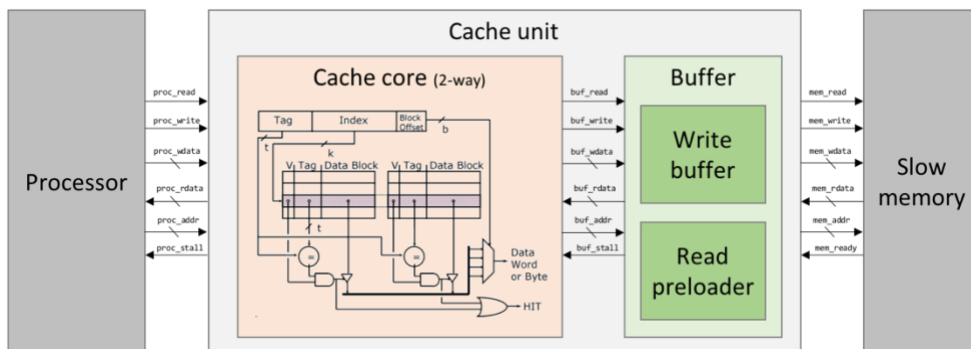 Cache unit
Processor
proc_read
proc_write
proc_wdata
proc_rdata
proc_addr
proc_stall
Cache core (2-way)
Tag
Index
Block
Offset
t
k
b
V Tag Data Block
V Tag Data Block
t
=
=
Data
Word
or Byte
HIT
buf_read
buf_write
buf_wdata
buf_rdata
buf_addr
buf_stall
Buffer
Write
buffer
Read
preloader
mem_read
mem_write
mem_wdata
mem_rdata
mem_addr
mem_ready
Slow
memory